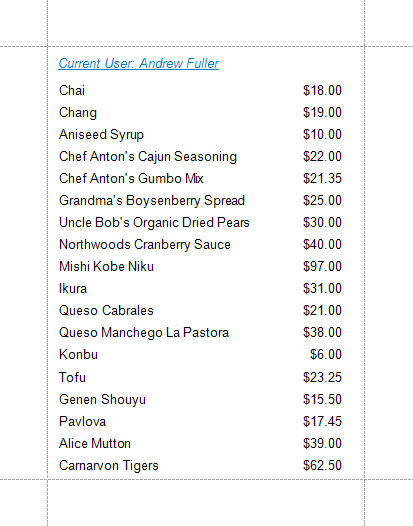 Current User: Andrew Fuller
Chai $18.00
Chang $19.00
Aniseed Syrup $10.00
Chef Anton's Cajun Seasoning $22.00
Chef Anton's Gumbo Mix $21.35
Grandma's Boysenberry Spread $25.00
Uncle Bob's Organic Dried Pears $30.00
Northwoods Cranberry Sauce $40.00
Mishi Kobe Niku $97.00
Ikura $31.00
Queso Cabrales $21.00
Queso Manchego La Pastora $38.00
Konbu $6.00
Tofu $23.25
Genen Shouyu $15.50
Pavlova $17.45
Alice Mutton $39.00
Carnarvon Tigers $62.50